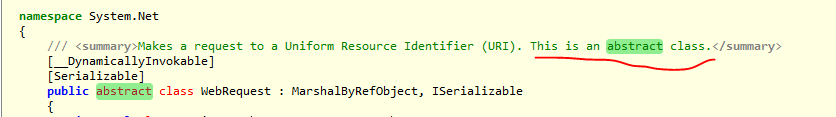 namespace System.Net
{
/// <summary>Makes a request to a Uniform Resource Identifier (URI). This is an abstract class.</summary>
[__DynamicallyInvokable]
[Serializable]
public abstract class WebRequest : MarshalByRefObject, ISerializable
{